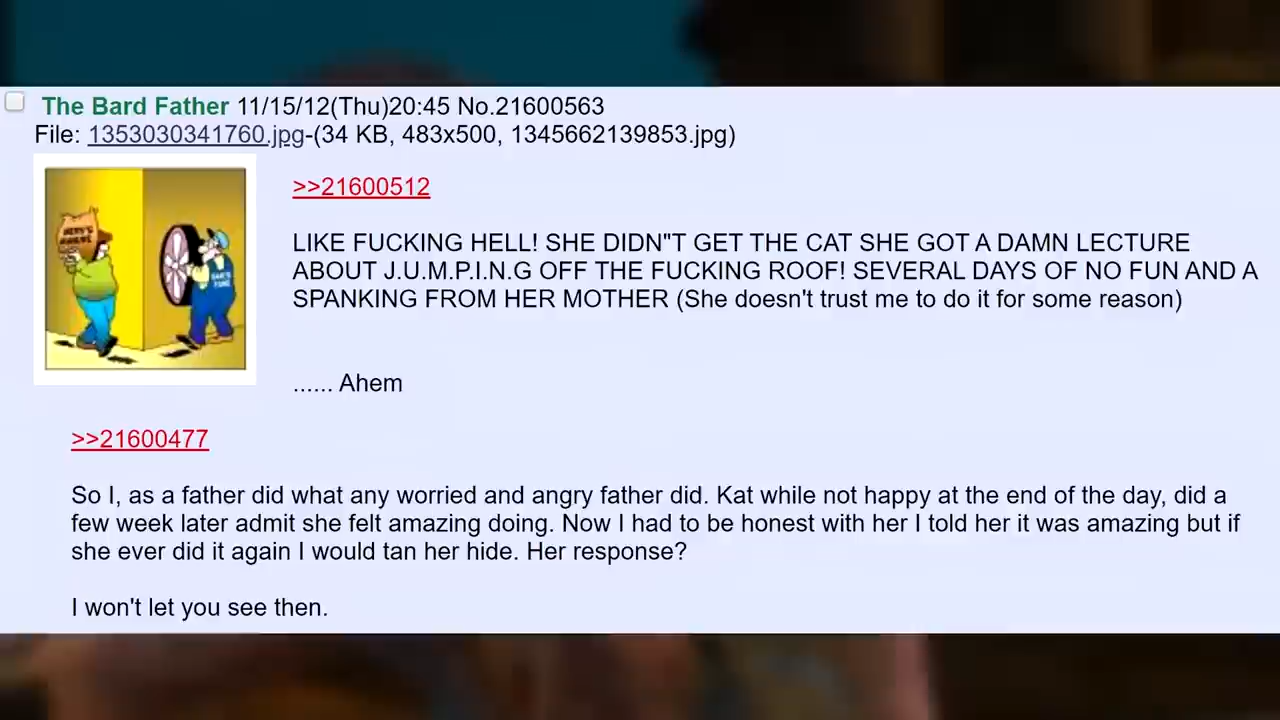 The Bard Father 11/15/12(Thu)20:45 No.21600563
File: 1353030341760.jpg-(34 KB, 483x500, 1345662139853.jpg)
>>21600512
LIKE FUCKING HELL! SHE DIDN"T GET THE CAT SHE GOT A DAMN LECTURE
ABOUT J.U.M.P.I.N.G OFF THE FUCKING ROOF! SEVERAL DAYS OF NO FUN AND A
SPANKING FROM HER MOTHER (She doesn't trust me to do it for some reason)
...... Ahem
>>21600477
So I, as a father did what any worried and angry father did. Kat while not happy at the end of the day, did a
few week later admit she felt amazing doing. Now I had to be honest with her I told her it was amazing but if
she ever did it again I would tan her hide. Her response?
I won't let you see then.